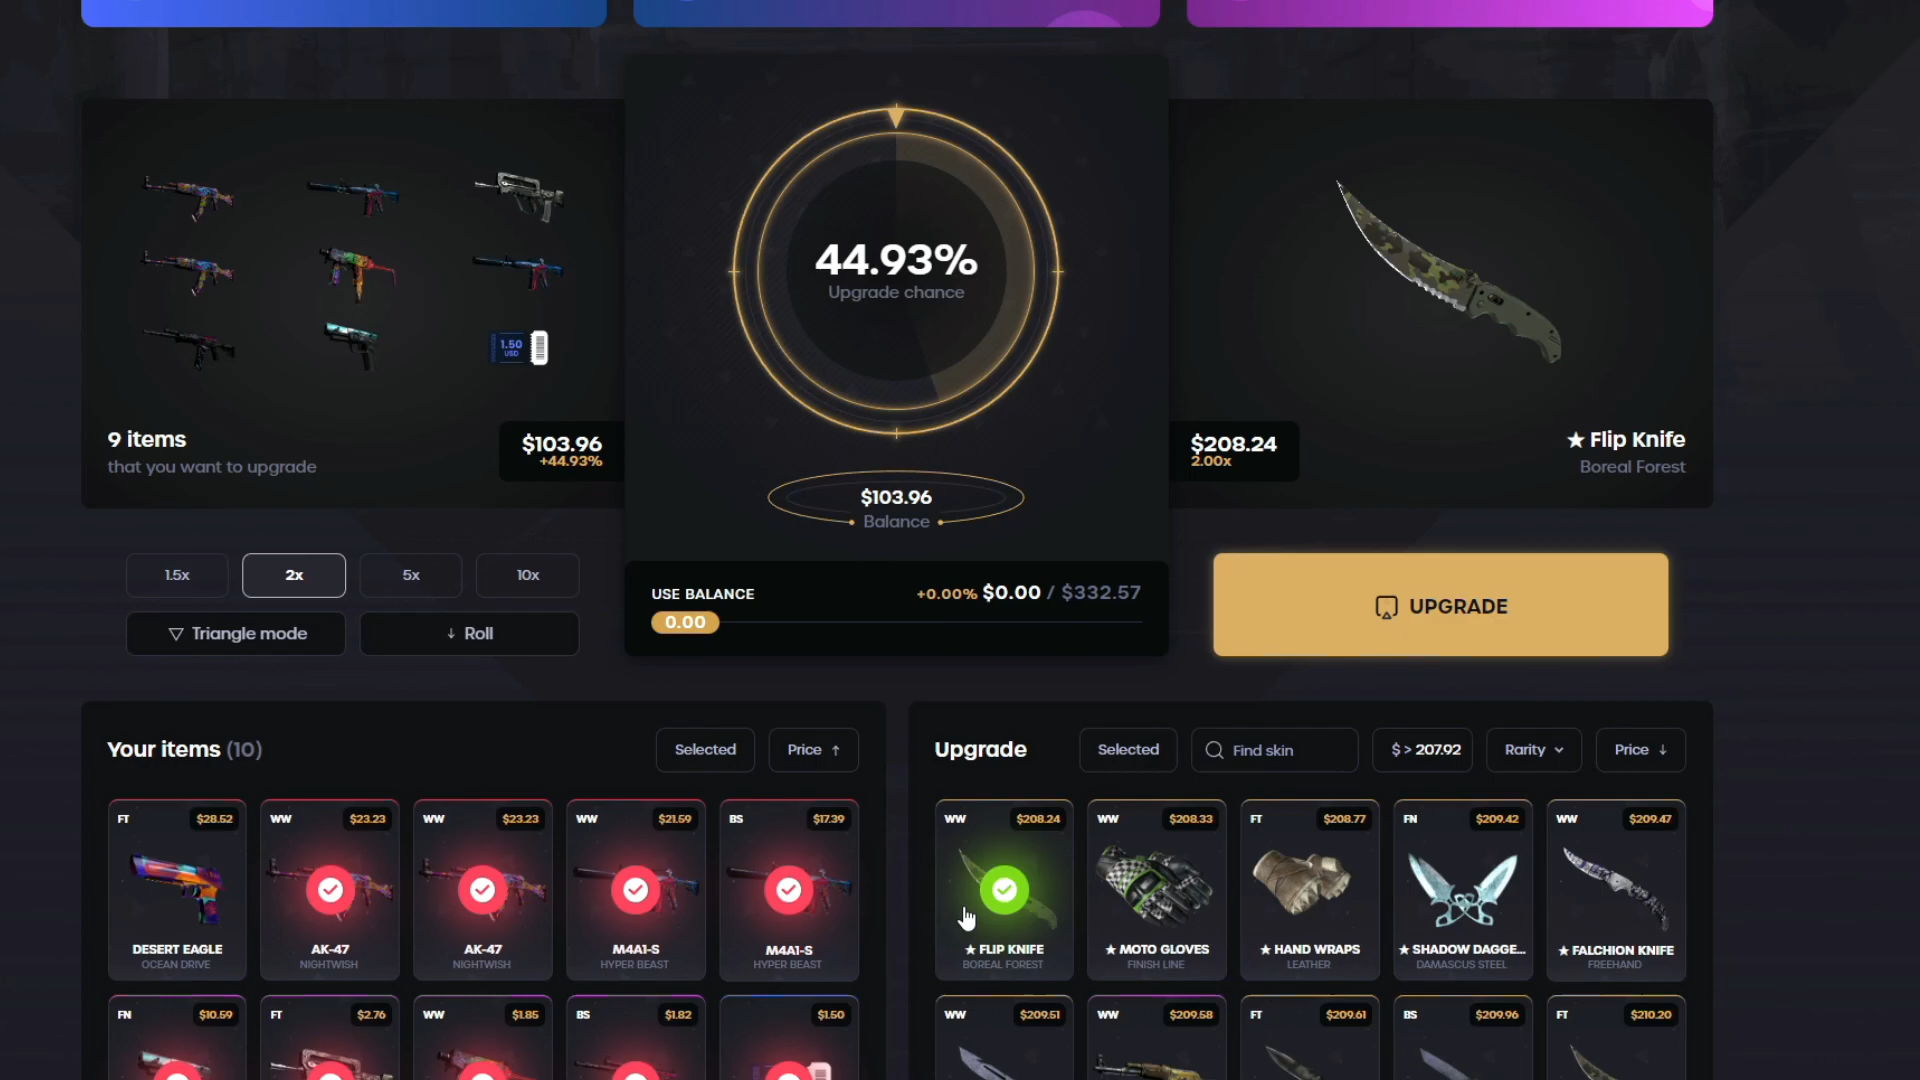 44.93%
Upgrade chance
1.50
USD
9 items
that you want to upgrade
$103.96
+44.93%
$208.24
2.00x
★ Flip Knife
Boreal Forest
$103.96
Balance
1.5x
2x
5x
10x
Triangle mode
↓ Roll
USE BALANCE
+0.00% $0.00 / $332.57
0.00
UPGRADE
Your items (10)
Selected
Price ↑
Upgrade
Selected
Find skin
$ > 207.92
Rarity
Price ↓
FT $28.52
DESERT EAGLE
OCEAN DRIVE
WW $23.23
AK-47
NIGHTWISH
WW $23.23
AK-47
NIGHTWISH
WW $21.59
M4A1-S
HYPER BEAST
BS $17.39
M4A1-S
HYPER BEAST
WW $208.24
★ FLIP KNIFE
BOREAL FOREST
WW $208.33
★ MOTO GLOVES
FINISH LINE
FT $208.77
★ HAND WRAPS
LEATHER
FN $209.42
★ SHADOW DAGGE...
DAMASCUS STEEL
WW $209.47
★ FALCHION KNIFE
FREEHAND
FN $10.59
FT $2.76
WW $1.85
BS $1.82
$1.50
WW $209.51
WW $209.58
FT $209.61
BS $209.96
FT $210.20